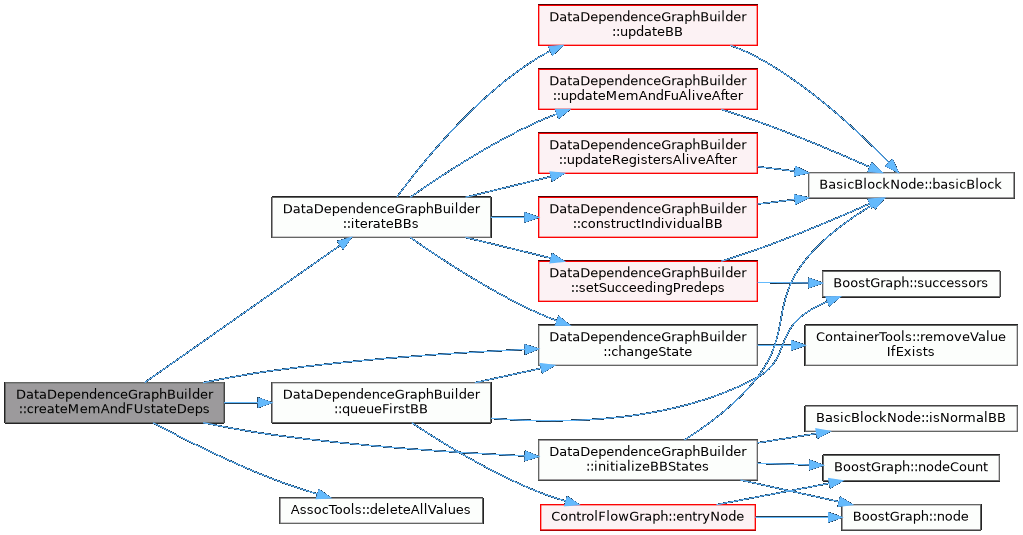 DataDependenceGraphBuilder
::updateBB
DataDependenceGraphBuilder
::updateMemAndFuAliveAfter
DataDependenceGraphBuilder
::updateRegistersAliveAfter
BasicBlockNode::basicBlock
DataDependenceGraphBuilder
::iterateBBs
DataDependenceGraphBuilder
::constructIndividualBB
DataDependenceGraphBuilder
::setSucceedingPredeps
BoostGraph::successors
DataDependenceGraphBuilder
::changeState
ContainerTools::removeValue
IfExists
DataDependenceGraphBuilder
::createMemAndFUstateDeps
DataDependenceGraphBuilder
::queueFirstBB
BasicBlockNode::isNormalBB
DataDependenceGraphBuilder
::initializeBBStates
BoostGraph::nodeCount
AssocTools::deleteAllValues
ControlFlowGraph::entryNode
BoostGraph::node